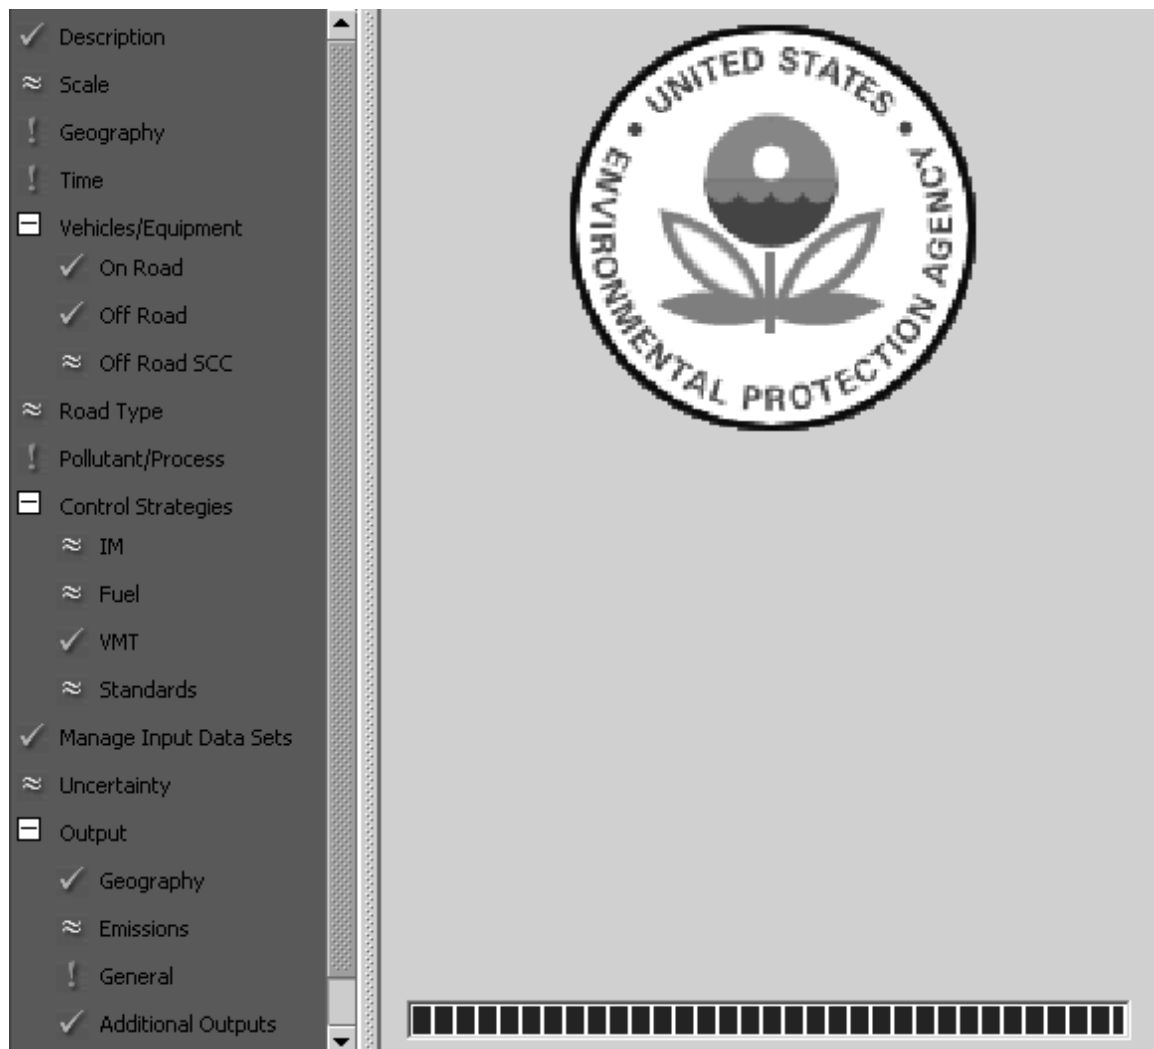 Description
Scale
Geography
Time
Vehicles/Equipment
On Road
Off Road
Off Road SCC
Road Type
Pollutant/Process
Control Strategies
IM
Fuel
VMT
Standards
Manage Input Data Sets
Uncertainty
Output
Geography
Emissions
General
Additional Outputs
UNITED STATES
ENVIRONMENTAL PROTECTION AGENCY